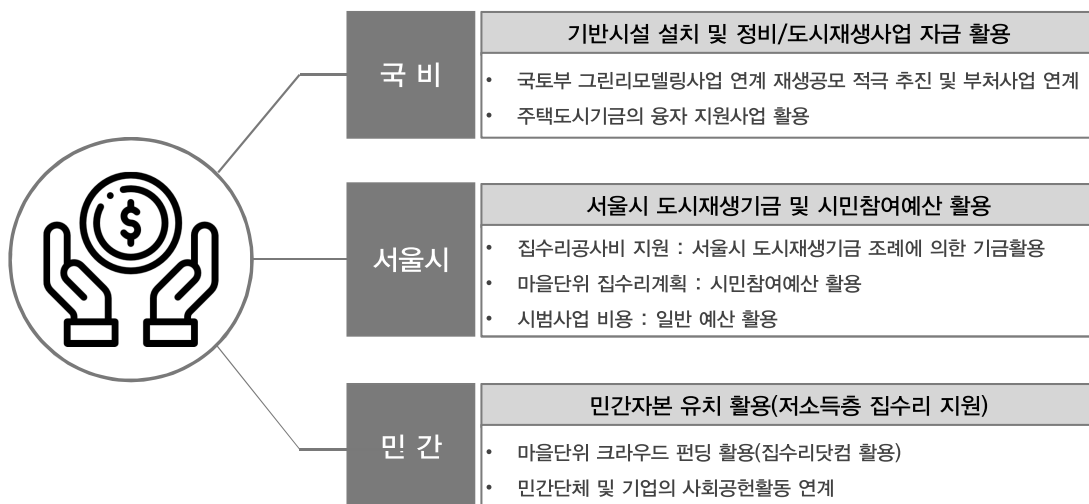 국 비
기반시설 설치 및 정비/도시재생사업 자금 활용
• 국토부 그린리모델링사업 연계 재생공모 적극 추진 및 부처사업 연계
• 주택도시기금의 융자 지원사업 활용
$
서울시
서울시 도시재생기금 및 시민참여예산 활용
• 집수리공사비 지원 : 서울시 도시재생기금 조례에 의한 기금활용
• 마을단위 집수리계획 : 시민참여예산 활용
• 시범사업 비용 : 일반 예산 활용
민 간
민간자본 유치 활용(저소득층 집수리 지원)
• 마을단위 크라우드 펀딩 활용(집수리닷컴 활용)
• 민간단체 및 기업의 사회공헌활동 연계